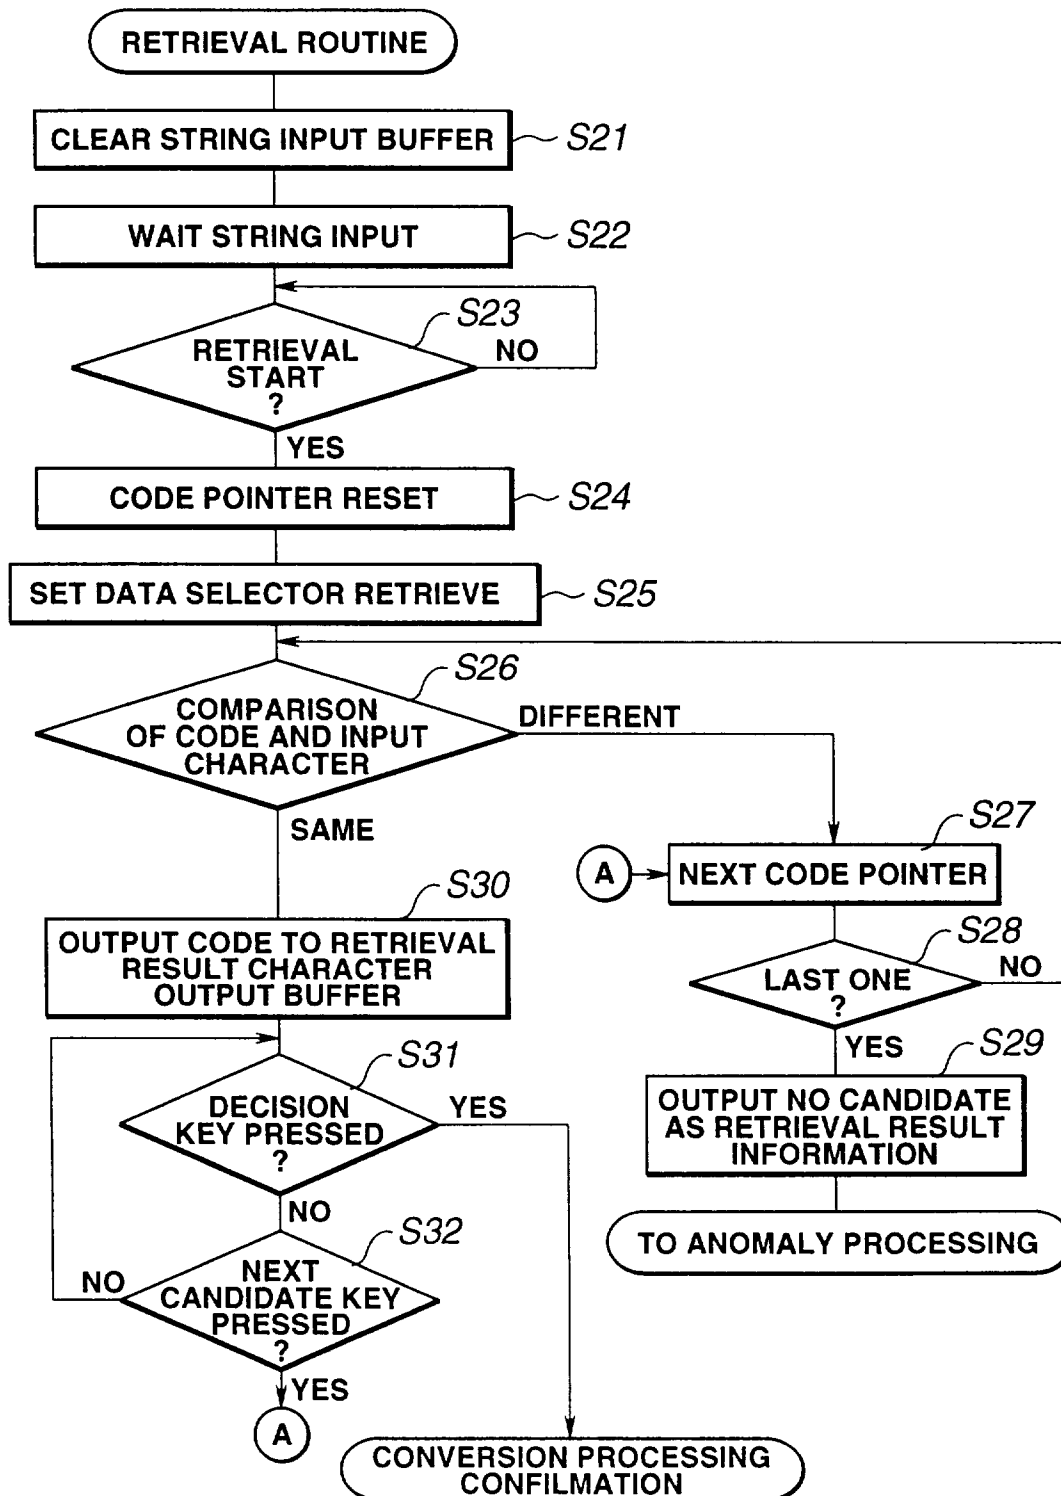 RETRIEVAL ROUTINE
CLEAR STRING INPUT BUFFER
S21
WAIT STRING INPUT
S22
S23
RETRIEVAL
START
?
NO
YES
CODE POINTER RESET
S24
SET DATA SELECTOR RETRIEVE
S25
S26
COMPARISON
OF CODE AND INPUT
CHARACTER
DIFFERENT
SAME
S27
A
NEXT CODE POINTER
S28
LAST ONE
?
NO
YES
S29
OUTPUT NO CANDIDATE
AS RETRIEVAL RESULT
INFORMATION
TO ANOMALY PROCESSING
S30
OUTPUT CODE TO RETRIEVAL
RESULT CHARACTER
OUTPUT BUFFER
S31
DECISION
KEY PRESSED
?
YES
NO
S32
NEXT
CANDIDATE KEY
PRESSED
?
NO
YES
A
CONVERSION PROCESSING
CONFILMATION